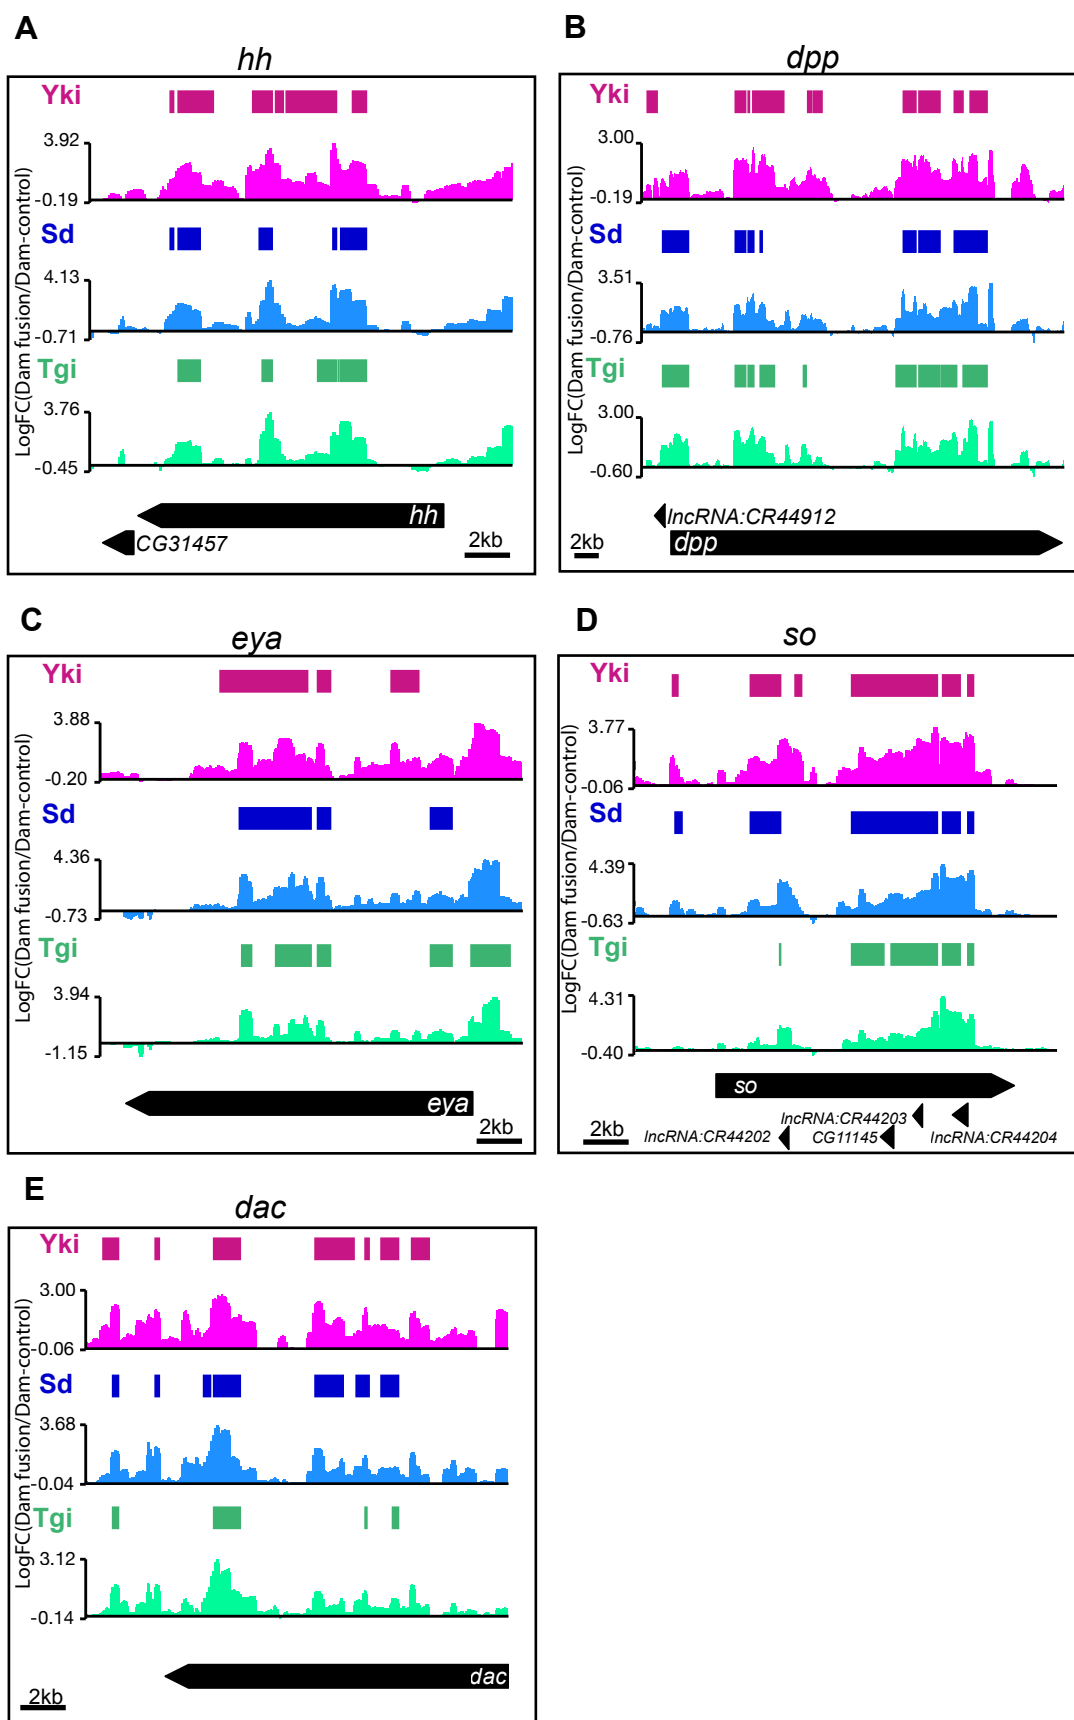 A
hh
LogFC(Dam fusion/Dam-control)
Yki
3.92
-0.19
Sd
4.13
-0.71
Tgi
3.76
-0.45
hh
CG31457
2kb
B
dpp
LogFC(Dam fusion/Dam-control)
Yki
3.00
-0.19
Sd
3.51
-0.76
Tgi
3.00
-0.60
lncRNA:CR44912
2kb
dpp
C
eya
LogFC(Dam fusion/Dam-control)
Yki
3.88
-0.20
Sd
4.36
-0.73
Tgi
3.94
-1.15
eya
2kb
D
so
LogFC(Dam fusion/Dam-control)
Yki
3.77
-0.06
Sd
4.39
-0.63
Tgi
4.31
-0.40
so
lncRNA:CR44203
2kb
lncRNA:CR44202
CG11145
lncRNA:CR44204
E
dac
LogFC(Dam fusion/Dam-control)
Yki
3.00
-0.06
Sd
3.68
-0.04
Tgi
3.12
-0.14
dac
2kb